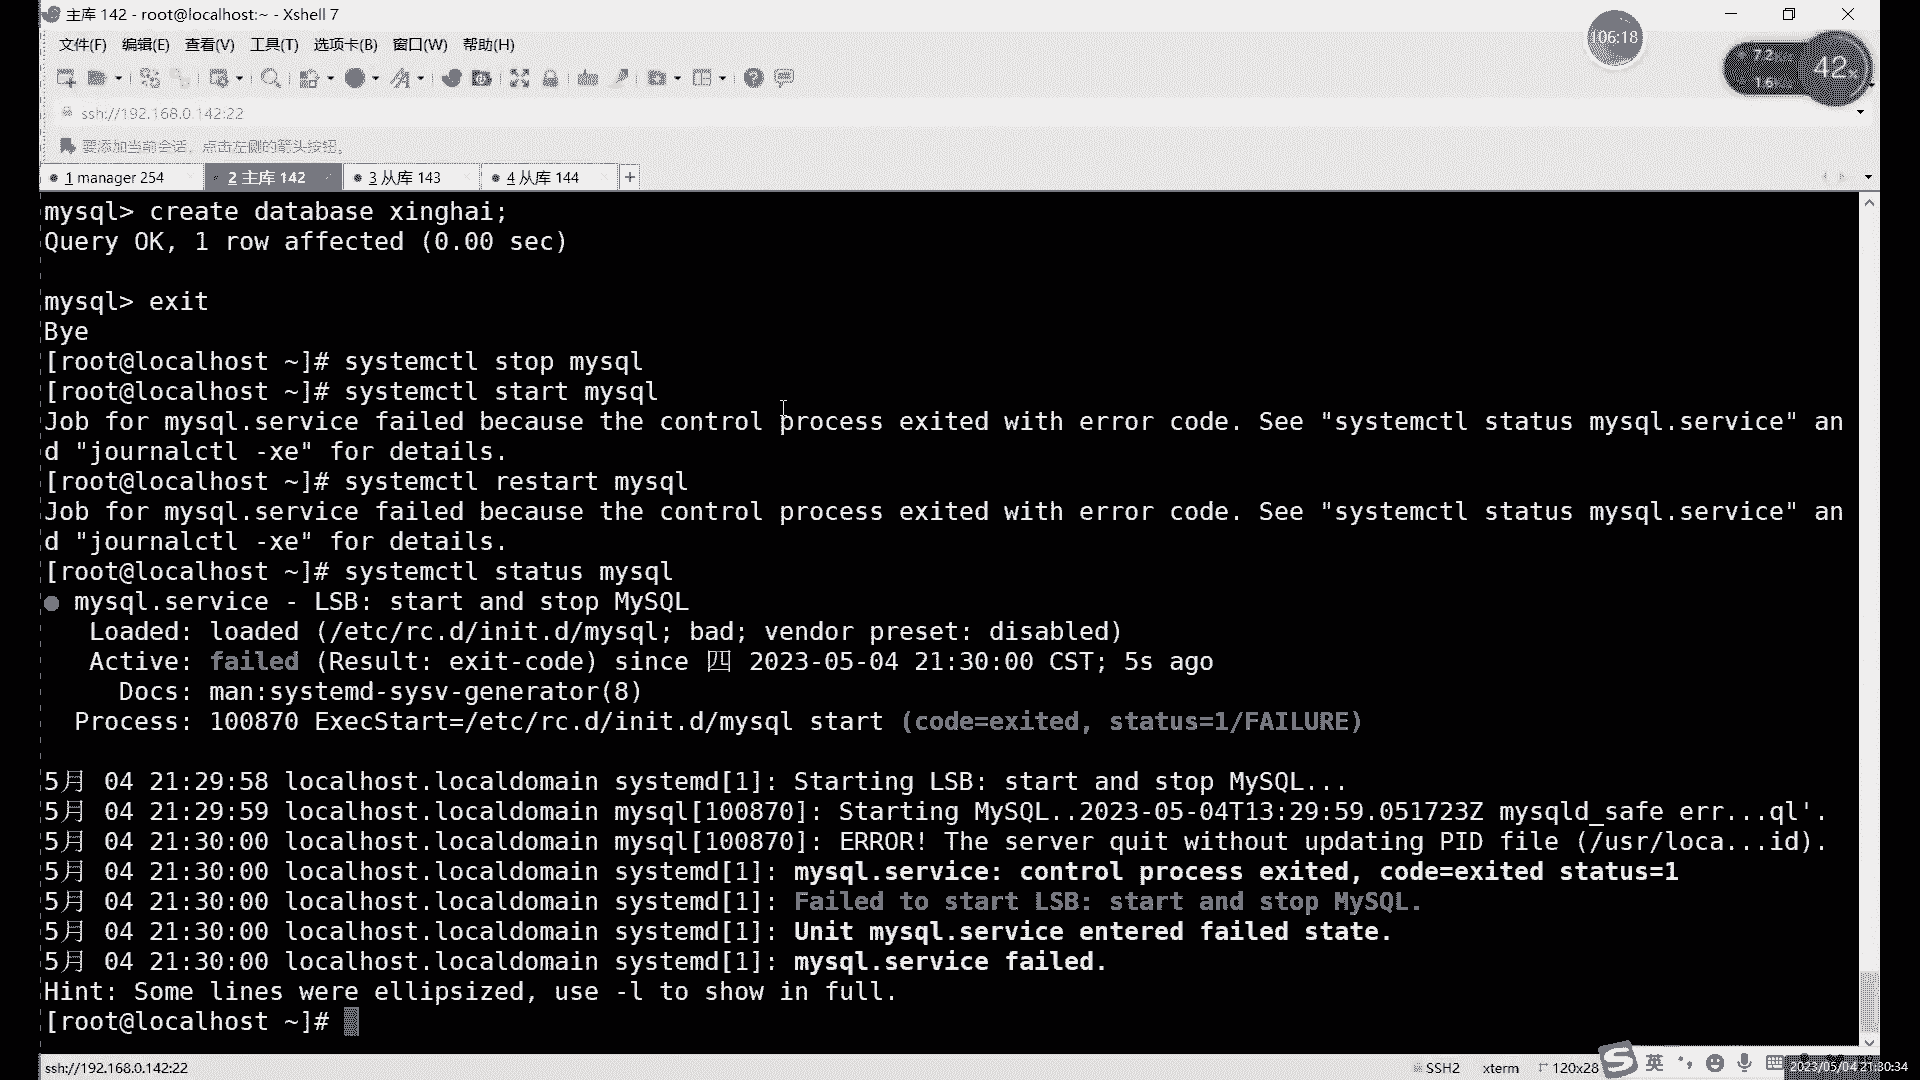 主库 142 - root@localhost:~ - Xshell 7
106:18
文件(F) 编辑(E) 查看(V) 工具(T) 选项卡(B) 窗口(W) 帮助(H)
7.2
1.6
42
ssh://192.168.0.142:22
要添加当前会话，点击左侧的箭头按钮。
1 manager 254 2 主库 142 3 从库 143 4 从库 144 +
mysql> create database xinghai;
Query OK, 1 row affected (0.00 sec)
mysql> exit
Bye
[root@localhost ~]# systemctl stop mysql
[root@localhost ~]# systemctl start mysql
Job for mysql.service failed because the control process exited with error code. See "systemctl status mysql.service" an
d "journalctl -xe" for details.
[root@localhost ~]# systemctl restart mysql
Job for mysql.service failed because the control process exited with error code. See "systemctl status mysql.service" an
d "journalctl -xe" for details.
[root@localhost ~]# systemctl status mysql
● mysql.service - LSB: start and stop MySQL
Loaded: loaded (/etc/rc.d/init.d/mysql; bad; vendor preset: disabled)
Active: failed (Result: exit-code) since 四 2023-05-04 21:30:00 CST; 5s ago
Docs: man:systemd-sysv-generator(8)
Process: 100870 ExecStart=/etc/rc.d/init.d/mysql start (code=exited, status=1/FAILURE)
5月 04 21:29:58 localhost.localdomain systemd[1]: Starting LSB: start and stop MySQL...
5月 04 21:29:59 localhost.localdomain mysql[100870]: Starting MySQL..2023-05-04T13:29:59.051723Z mysqld_safe err...ql'.
5月 04 21:30:00 localhost.localdomain mysql[100870]: ERROR! The server quit without updating PID file (/usr/loca...id).
5月 04 21:30:00 localhost.localdomain systemd[1]: mysql.service: control process exited, code=exited status=1
5月 04 21:30:00 localhost.localdomain systemd[1]: Failed to start LSB: start and stop MySQL.
5月 04 21:30:00 localhost.localdomain systemd[1]: Unit mysql.service entered failed state.
5月 04 21:30:00 localhost.localdomain systemd[1]: mysql.service failed.
Hint: Some lines were ellipsized, use -l to show in full.
[root@localhost ~]#
ssh://192.168.0.142:22 SSH2 xterm 120x28 英 2023/05/04 21:30:34